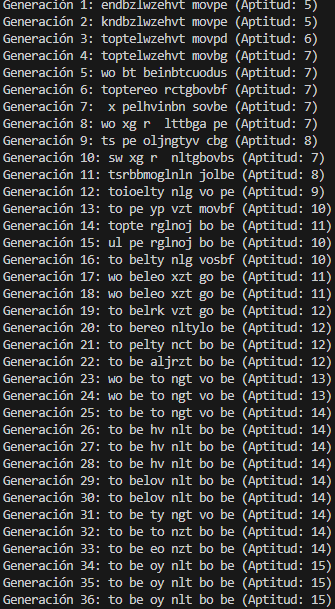 Generación 1: endbzlwzehvt movpe (Aptitud: 5)
Generación 2: kndbzlwzehvt movpe (Aptitud: 5)
Generación 3: toptelwzehvt movpd (Aptitud: 6)
Generación 4: toptelwzehvt movbg (Aptitud: 7)
Generación 5: wo bt beinbtcuodus (Aptitud: 7)
Generación 6: toptereo rctgbovbf (Aptitud: 7)
Generación 7:  x pelhvinbn sovbe (Aptitud: 7)
Generación 8: wo xg r  lttbga pe (Aptitud: 7)
Generación 9: ts pe oljngtyv cbg (Aptitud: 8)
Generación 10: sw xg r  nltgbovbs (Aptitud: 7)
Generación 11: tsrbbmoglnln jolbe (Aptitud: 8)
Generación 12: toioelty nlg vo pe (Aptitud: 9)
Generación 13: to pe yp vzt movbf (Aptitud: 10)
Generación 14: topte rglnoj bo be (Aptitud: 11)
Generación 15: ul pe rglnoj bo be (Aptitud: 10)
Generación 16: to belty nlg vosbf (Aptitud: 10)
Generación 17: wo beleo xzt go be (Aptitud: 11)
Generación 18: wo beleo xzt go be (Aptitud: 11)
Generación 19: to belrk vzt go be (Aptitud: 12)
Generación 20: to bereo nltylo be (Aptitud: 12)
Generación 21: to pelty nct bo be (Aptitud: 12)
Generación 22: to be aljrzt bo be (Aptitud: 12)
Generación 23: wo be to ngt vo be (Aptitud: 13)
Generación 24: wo be to ngt vo be (Aptitud: 13)
Generación 25: to be to ngt vo be (Aptitud: 14)
Generación 26: to be hv nlt bo be (Aptitud: 14)
Generación 27: to be hv nlt bo be (Aptitud: 14)
Generación 28: to be hv nlt bo be (Aptitud: 14)
Generación 29: to belov nlt bo be (Aptitud: 14)
Generación 30: to belov nlt bo be (Aptitud: 14)
Generación 31: to be ty ngt vo be (Aptitud: 14)
Generación 32: to be to nzt bo be (Aptitud: 14)
Generación 33: to be eo nzt bo be (Aptitud: 14)
Generación 34: to be oy nlt bo be (Aptitud: 15)
Generación 35: to be oy nlt bo be (Aptitud: 15)
Generación 36: to be oy nlt bo be (Aptitud: 15)